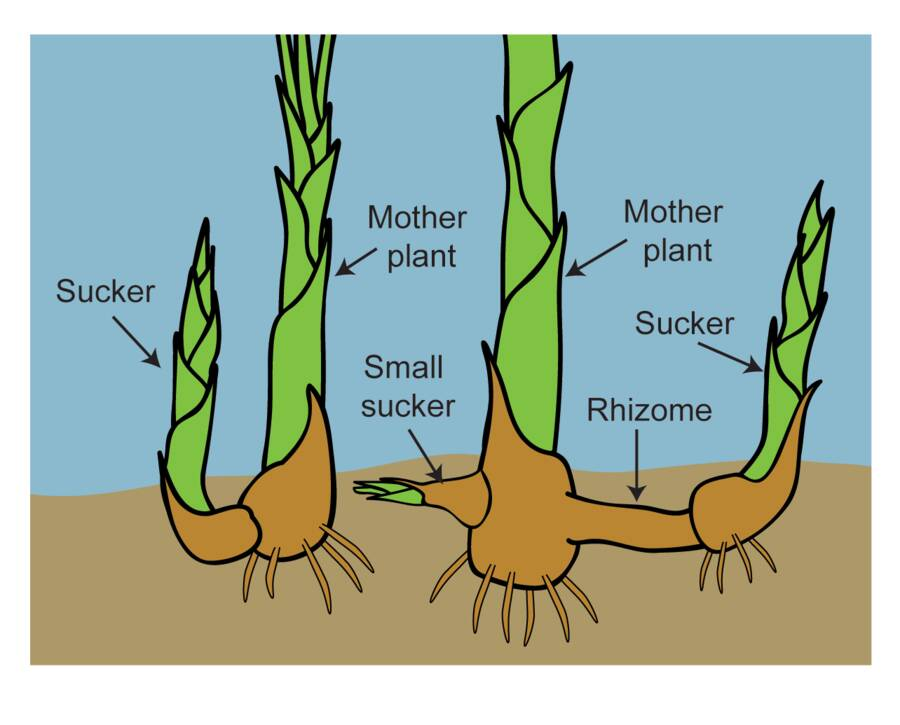 Mother
plant
Mother
plant
Sucker
Sucker
Small
sucker
Rhizome